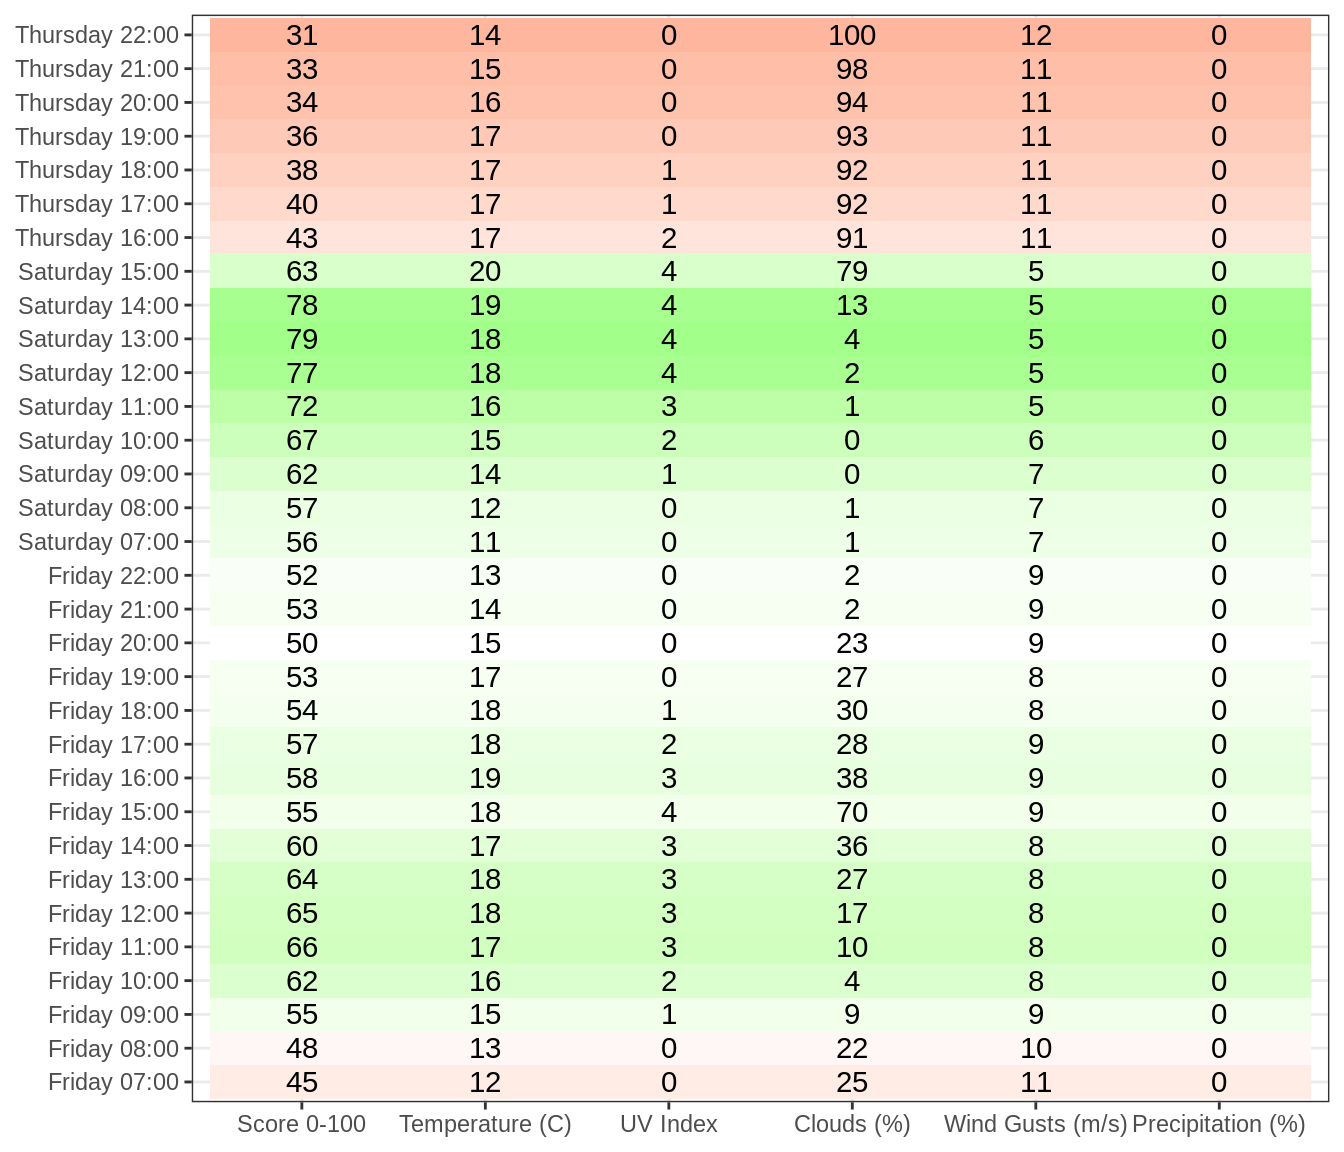 Thursday 22:00 31 14 0 100 12 0
Thursday 21:00 33 15 0 98 11 0
Thursday 20:00 34 16 0 94 11 0
Thursday 19:00 36 17 0 93 11 0
Thursday 18:00 38 17 1 92 11 0
Thursday 17:00 40 17 1 92 11 0
Thursday 16:00 43 17 2 91 11 0
Saturday 15:00 63 20 4 79 5 0
Saturday 14:00 78 19 4 13 5 0
Saturday 13:00 79 18 4 4 5 0
Saturday 12:00 77 18 4 2 5 0
Saturday 11:00 72 16 3 1 5 0
Saturday 10:00 67 15 2 0 6 0
Saturday 09:00 62 14 1 0 7 0
Saturday 08:00 57 12 0 1 7 0
Saturday 07:00 56 11 0 1 7 0
Friday 22:00 52 13 0 2 9 0
Friday 21:00 53 14 0 2 9 0
Friday 20:00 50 15 0 23 9 0
Friday 19:00 53 17 0 27 8 0
Friday 18:00 54 18 1 30 8 0
Friday 17:00 57 18 2 28 9 0
Friday 16:00 58 19 3 38 9 0
Friday 15:00 55 18 4 70 9 0
Friday 14:00 60 17 3 36 8 0
Friday 13:00 64 18 3 27 8 0
Friday 12:00 65 18 3 17 8 0
Friday 11:00 66 17 3 10 8 0
Friday 10:00 62 16 2 4 8 0
Friday 09:00 55 15 1 9 9 0
Friday 08:00 48 13 0 22 10 0
Friday 07:00 45 12 0 25 11 0
Score 0-100 Temperature (C) UV Index Clouds (%) Wind Gusts (m/s) Precipitation (%)